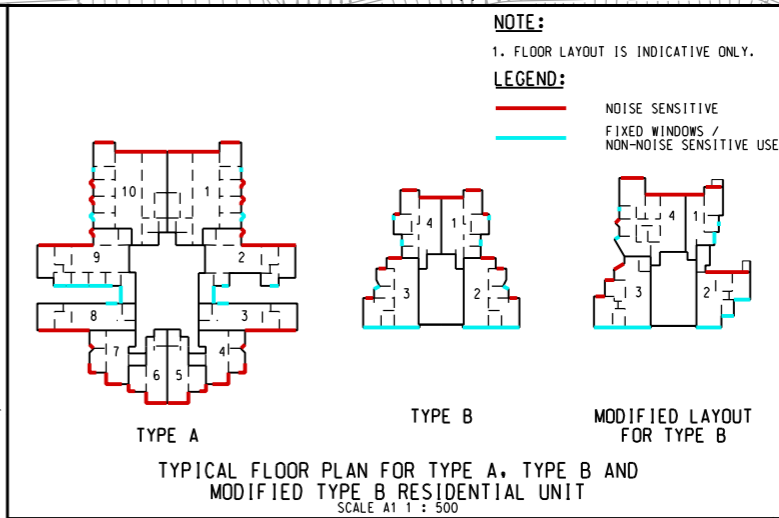 NOTE:
1. FLOOR LAYOUT IS INDICATIVE ONLY.
LEGEND:
NOISE SENSITIVE
FIXED WINDOWS /
NON-NOISE SENSITIVE USE
10 1
9 2
8 3
7 4
6 5
TYPE A
4 1
3 2
TYPE B
4 1
3 2
MODIFIED LAYOUT
FOR TYPE B
TYPICAL FLOOR PLAN FOR TYPE A, TYPE B AND
MODIFIED TYPE B RESIDENTIAL UNIT
SCALE A1 1 : 500